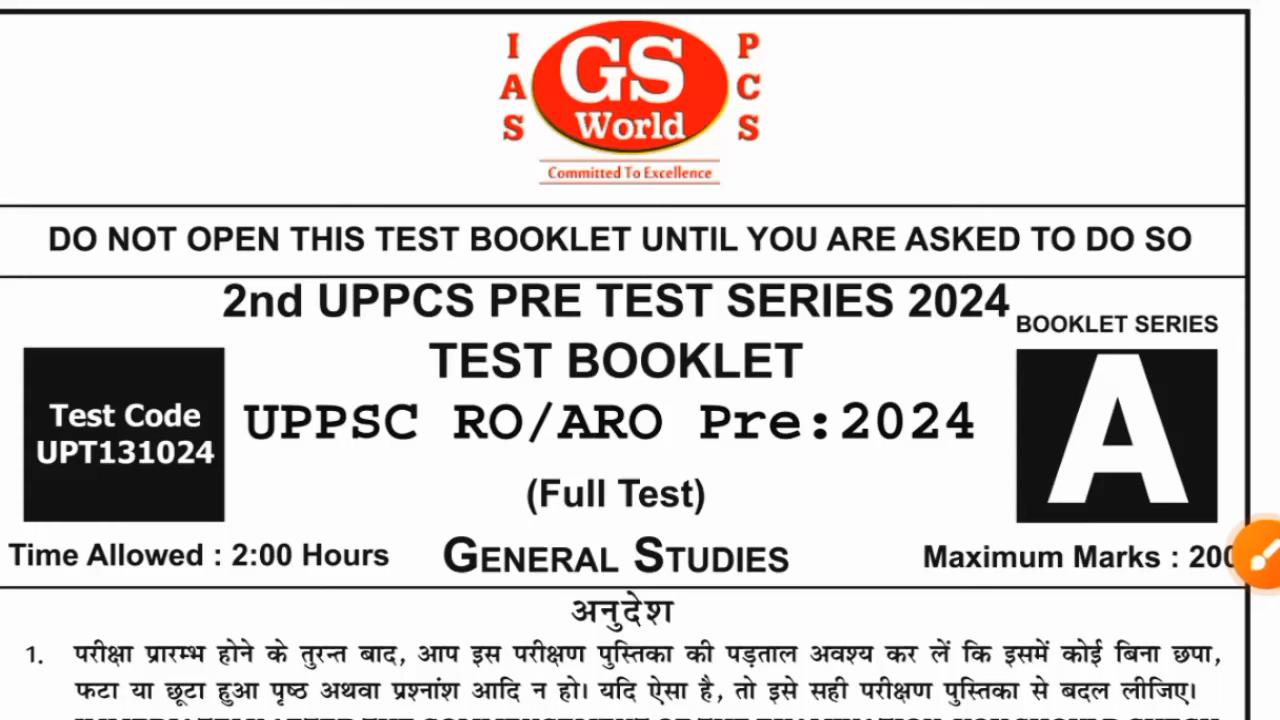 I A S
GS
World
P C S
Committed To Excellence
DO NOT OPEN THIS TEST BOOKLET UNTIL YOU ARE ASKED TO DO SO
2nd UPPCS PRE TEST SERIES 2024
BOOKLET SERIES
TEST BOOKLET
A
Test Code
UPT131024
UPPSC RO/ARO Pre:2024
(Full Test)
Time Allowed : 2:00 Hours
GENERAL STUDIES
Maximum Marks : 200
अनुदेश
1. परीक्षा प्रारम्भ होने के तुरन्त बाद, आप इस परीक्षण पुस्तिका की पड़ताल अवश्य कर लें कि इसमें कोई बिना छपा,
फटा या छूटा हुआ पृष्ठ अथवा प्रश्नांश आदि न हो। यदि ऐसा है, तो इसे सही परीक्षण पुस्तिका से बदल लीजिए।